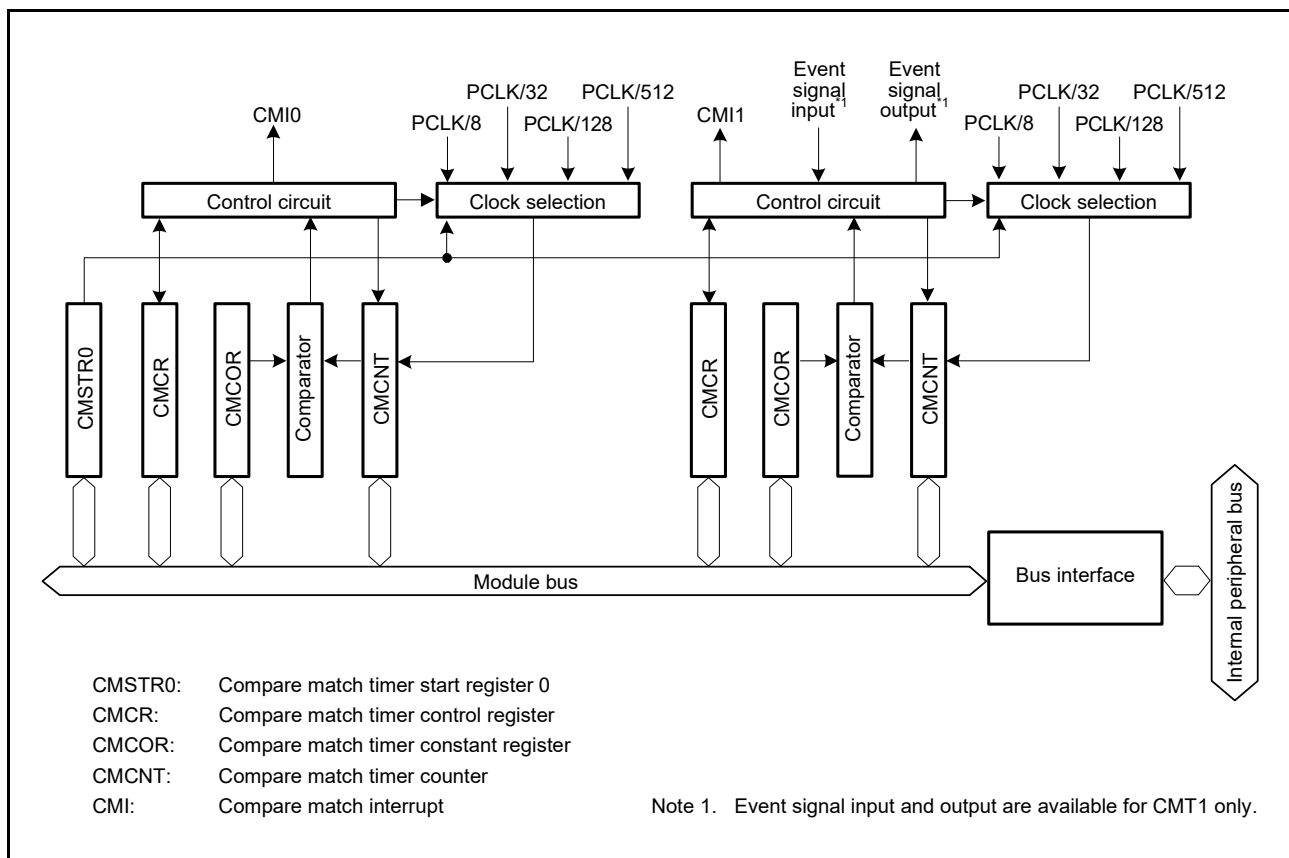 CMI0
PCLK/8
PCLK/32
PCLK/128
PCLK/512
Control circuit
Clock selection
CMI1
Event
signal
input*1
Event
signal
output*1
PCLK/8
PCLK/32
PCLK/128
PCLK/512
Control circuit
Clock selection
CMSTR0
CMCR
CMCOR
Comparator
CMCNT
CMCR
CMCOR
Comparator
CMCNT
Module bus
Bus interface
Internal peripheral bus
CMSTR0: Compare match timer start register 0
CMCR: Compare match timer control register
CMCOR: Compare match timer constant register
CMCNT: Compare match timer counter
CMI: Compare match interrupt
Note 1. Event signal input and output are available for CMT1 only.